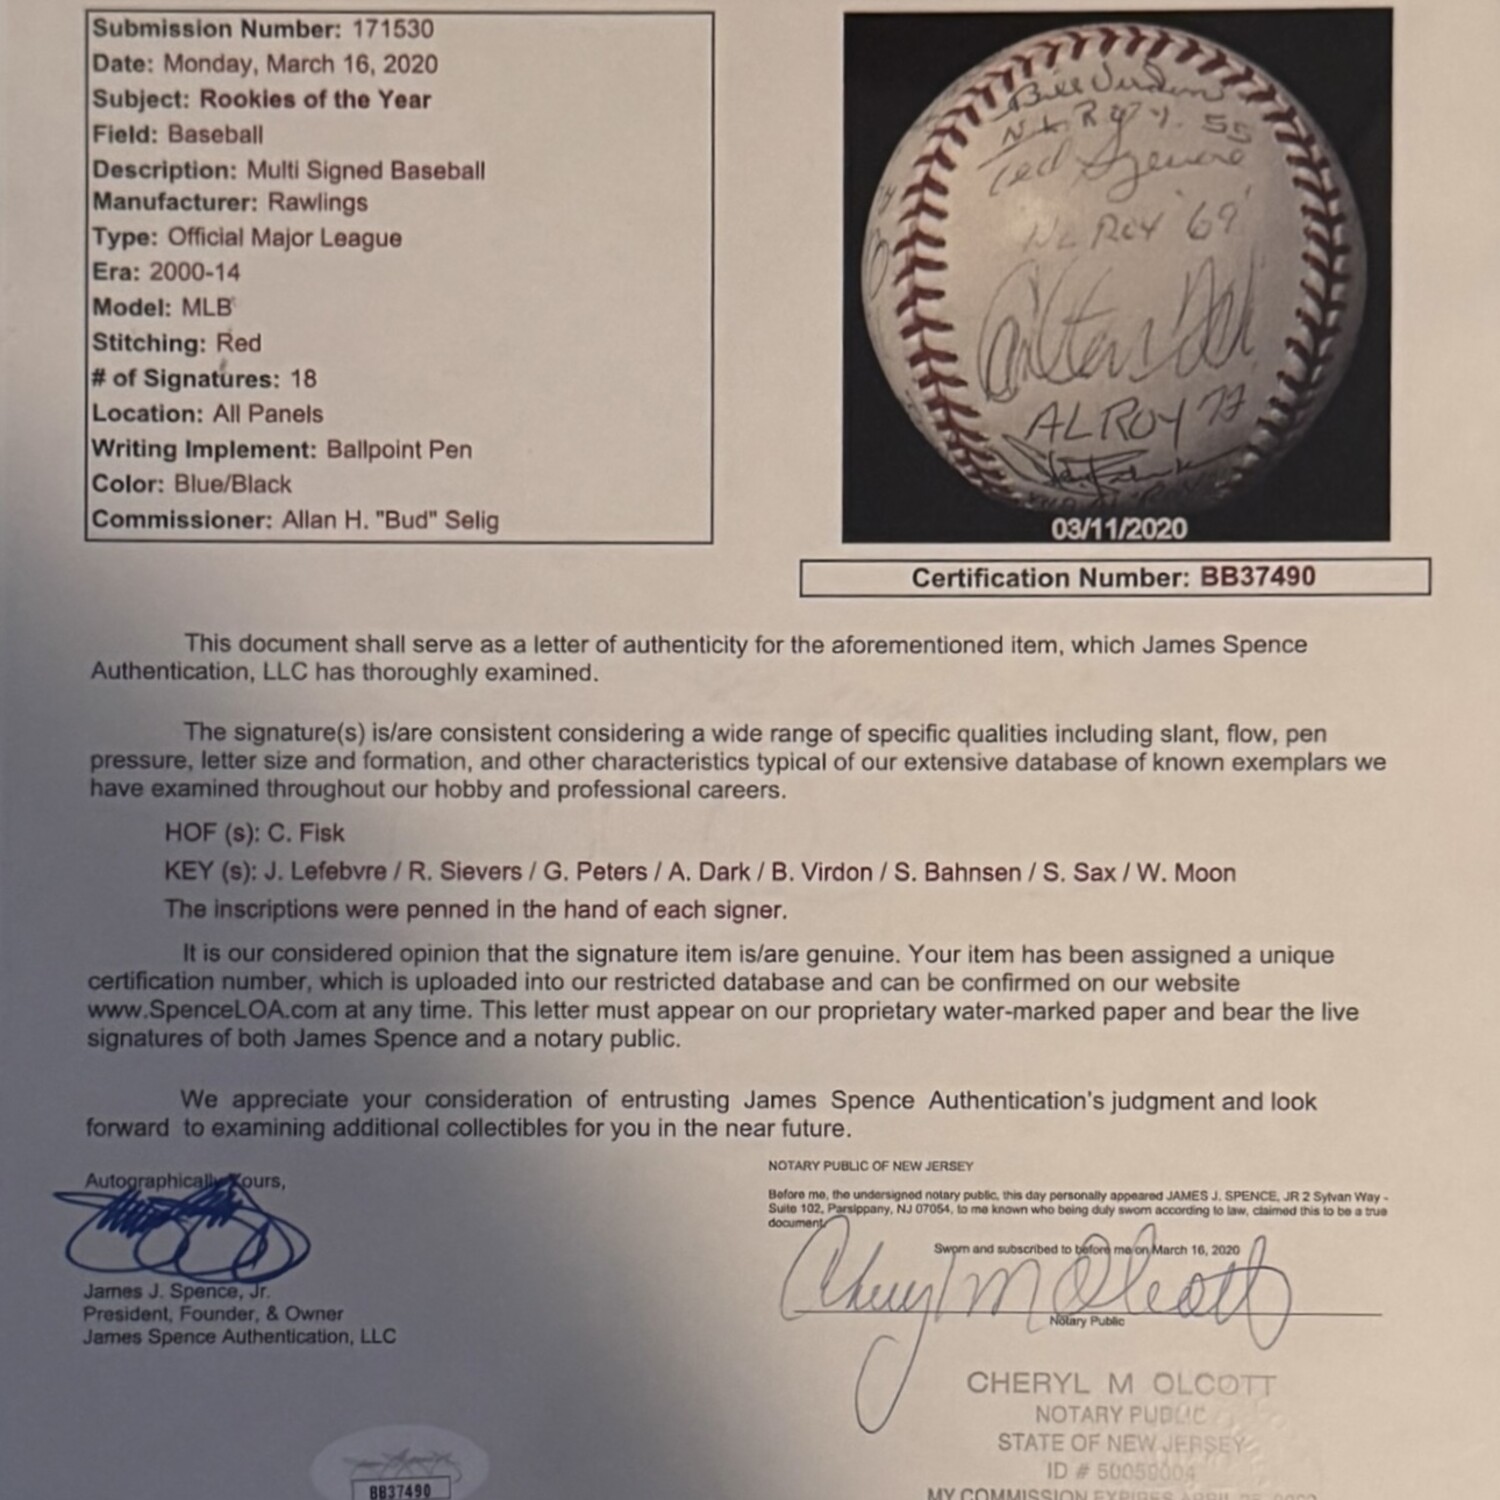 Submission Number: 171530
Date: Monday, March 16, 2020
Subject: Rookies of the Year
Field: Baseball
Description: Multi Signed Baseball
Manufacturer: Rawlings
Type: Official Major League
Era: 2000-14
Model: MLB
Stitching: Red
# of Signatures: 18
Location: All Panels
Writing Implement: Ballpoint Pen
Color: Blue/Black
Commissioner: Allan H. "Bud" Selig
Bill Virdon
N.L. R.O.Y. 55
Ted Sizemore
NL ROY '69'
AL ROY 72
03/11/2020
Certification Number: BB37490
This document shall serve as a letter of authenticity for the aforementioned item, which James Spence
Authentication, LLC has thoroughly examined.
The signature(s) is/are consistent considering a wide range of specific qualities including slant, flow, pen
pressure, letter size and formation, and other characteristics typical of our extensive database of known exemplars we
have examined throughout our hobby and professional careers.
HOF (s): C. Fisk
KEY (s): J. Lefebvre / R. Sievers / G. Peters / A. Dark / B. Virdon / S. Bahnsen / S. Sax / W. Moon
The inscriptions were penned in the hand of each signer.
It is our considered opinion that the signature item is/are genuine. Your item has been assigned a unique
certification number, which is uploaded into our restricted database and can be confirmed on our website
www.SpenceLOA.com at any time. This letter must appear on our proprietary water-marked paper and bear the live
signatures of both James Spence and a notary public.
We appreciate your consideration of entrusting James Spence Authentication's judgment and look
forward to examining additional collectibles for you in the near future.
Autographically Yours,
James J. Spence, Jr.
President, Founder, & Owner
James Spence Authentication, LLC
NOTARY PUBLIC OF NEW JERSEY
Before me, the undersigned notary public, this day personally appeared JAMES J. SPENCE, JR 2 Sylvan Way -
Suite 102, Parsippany, NJ 07054, to me known who being duly sworn according to law, claimed this to be a true
document.
Sworn and subscribed to before me on March 16, 2020
Cheryl M Olcott
Notary Public
CHERYL M OLCOTT
NOTARY PUBLIC
STATE OF NEW JERSEY
ID # 50050004
MY COMMISSION EXPIRES APRIL
BB37490